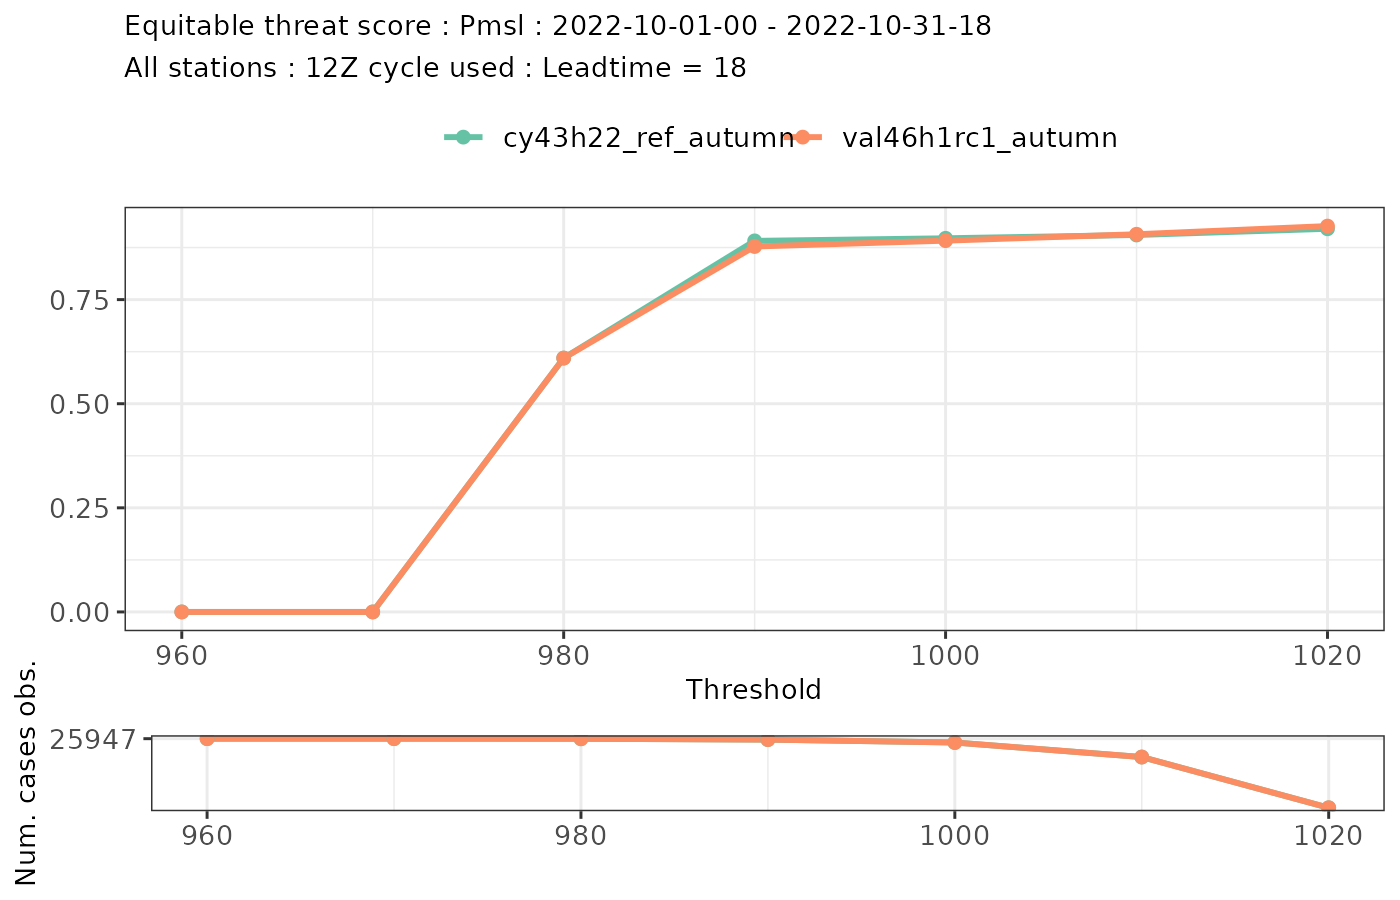 Equitable threat score : Pmsl : 2022-10-01-00 - 2022-10-31-18
All stations : 12Z cycle used : Leadtime = 18
cy43h22_ref_autumn val46h1rc1_autumn
0.75
0.50
0.25
0.00
960 980 1000 1020
Threshold
Num. cases obs.
25947
960 980 1000 1020